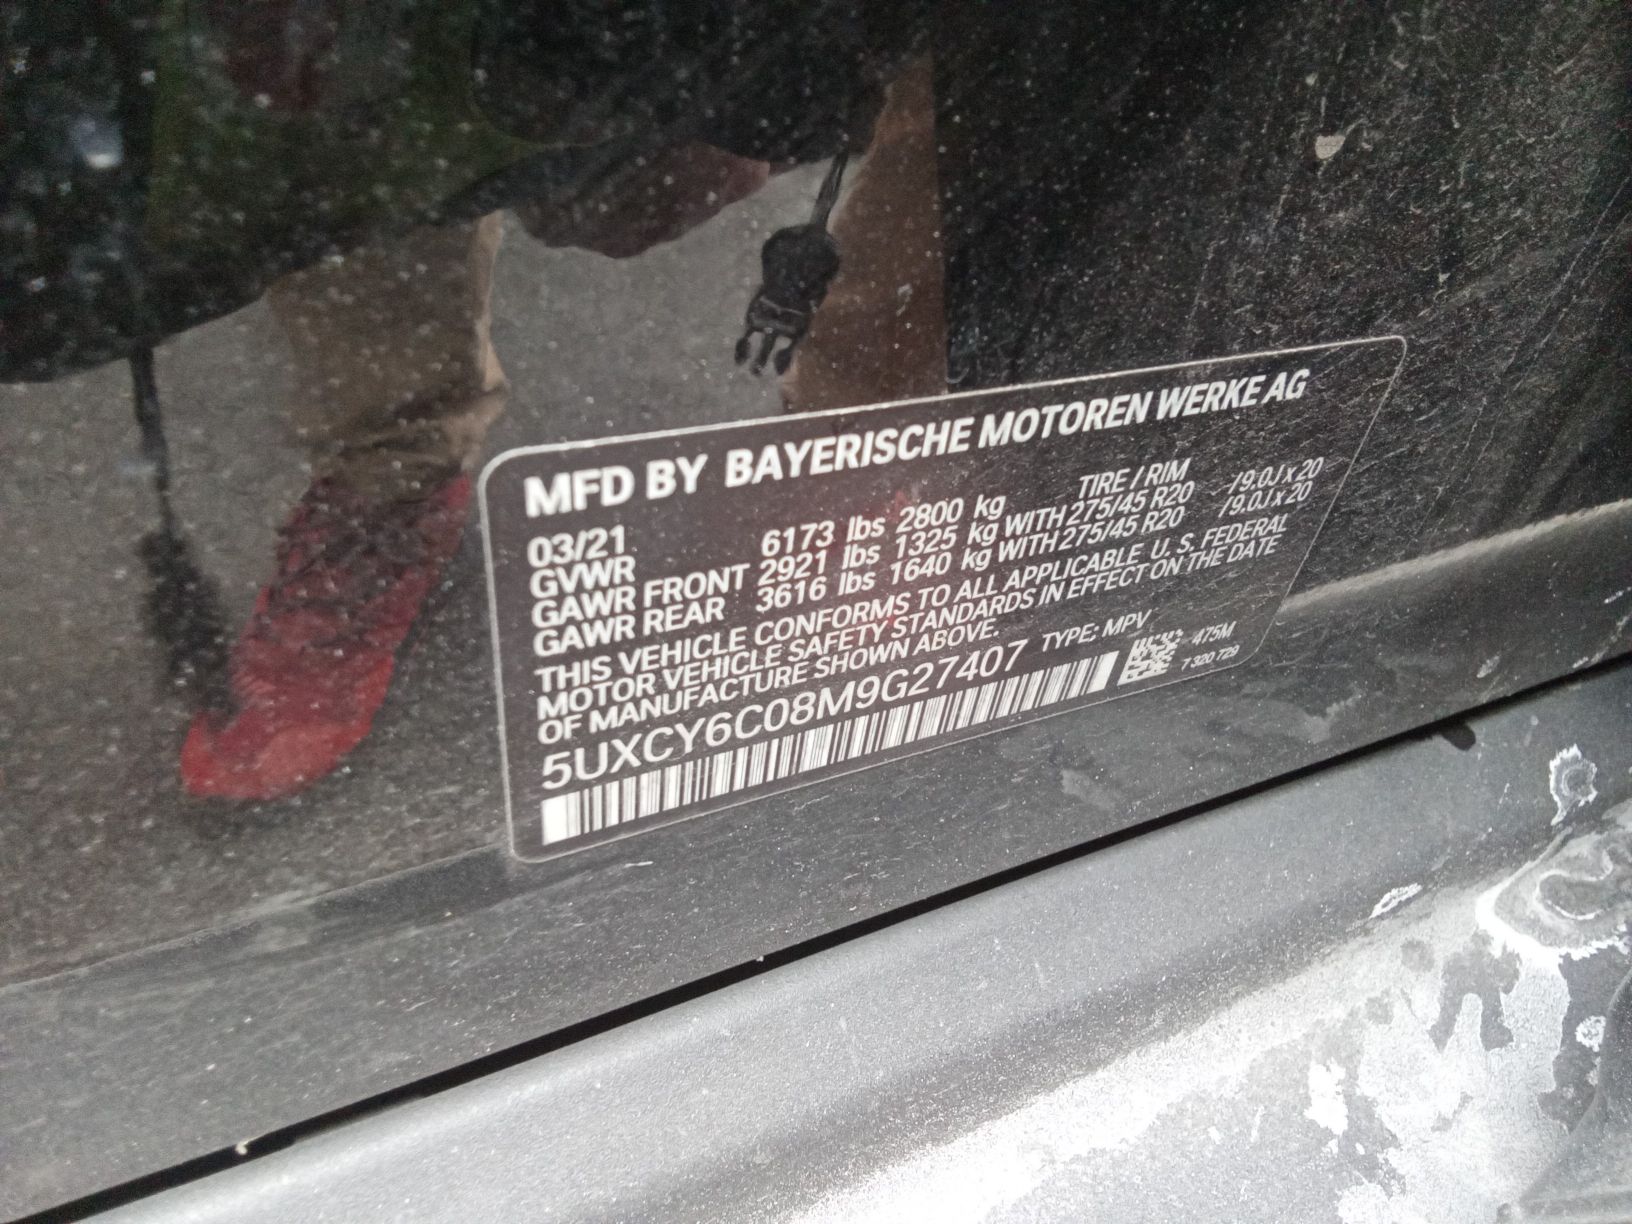 MFD BY BAYERISCHE MOTOREN WERKE AG
03/21 TIRE / RIM
GVWR 6173 lbs 2800 kg
GAWR FRONT 2921 lbs 1325 kg WITH 275/45 R20 /9.0J x 20
GAWR REAR 3616 lbs 1640 kg WITH 275/45 R20 /9.0J x 20
THIS VEHICLE CONFORMS TO ALL APPLICABLE U. S. FEDERAL
MOTOR VEHICLE SAFETY STANDARDS IN EFFECT ON THE DATE
OF MANUFACTURE SHOWN ABOVE.
5UXCY6C08M9G27407 TYPE: MPV
475M
7 320 729